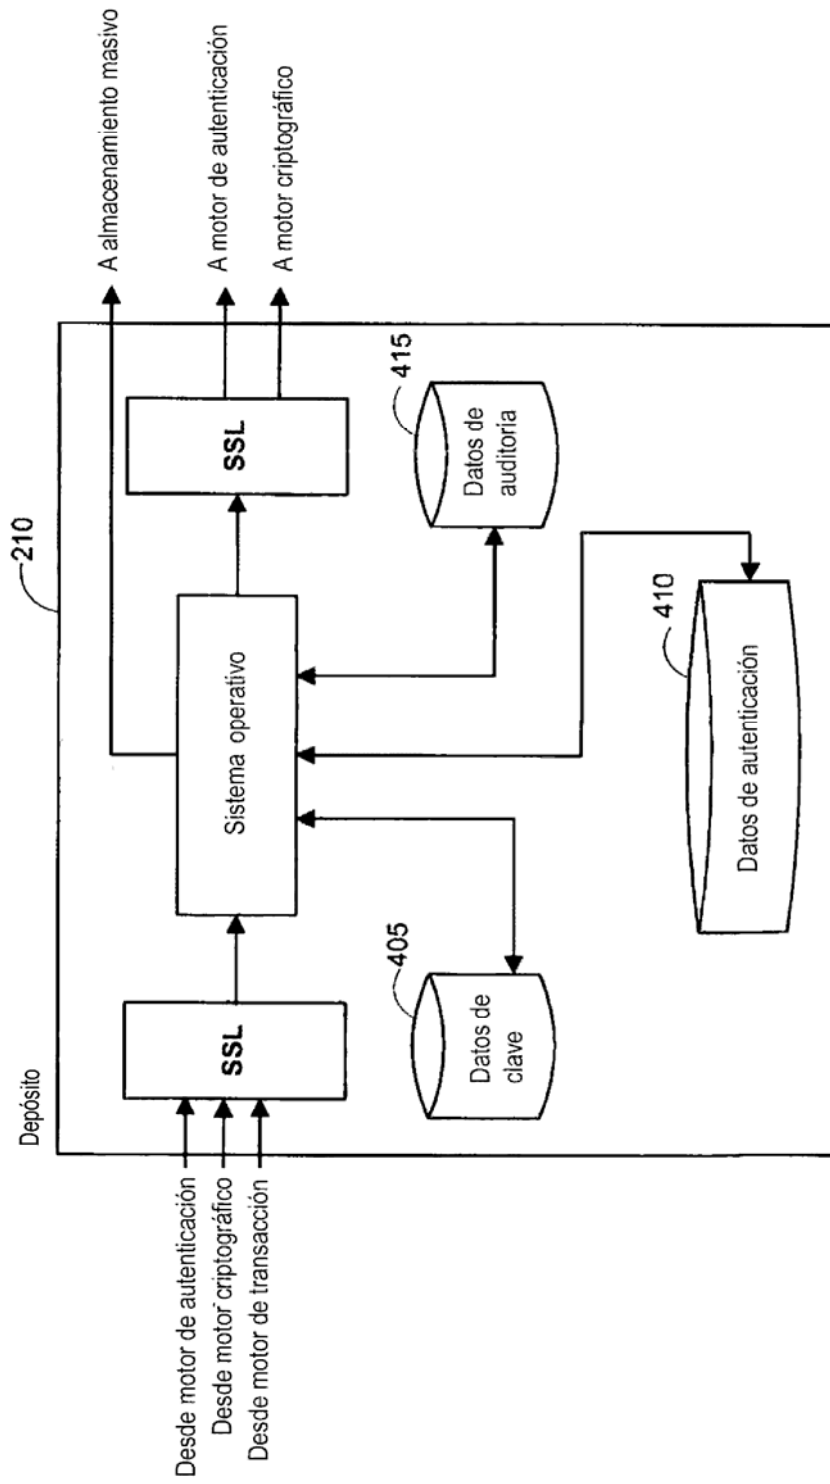 Depósito
210
Desde motor de autenticación
Desde motor criptográfico
Desde motor de transacción
SSL
Sistema operativo
SSL
A almacenamiento masivo
A motor de autenticación
A motor criptográfico
405
Datos de
clave
415
Datos de
auditoria
410
Datos de autenticación